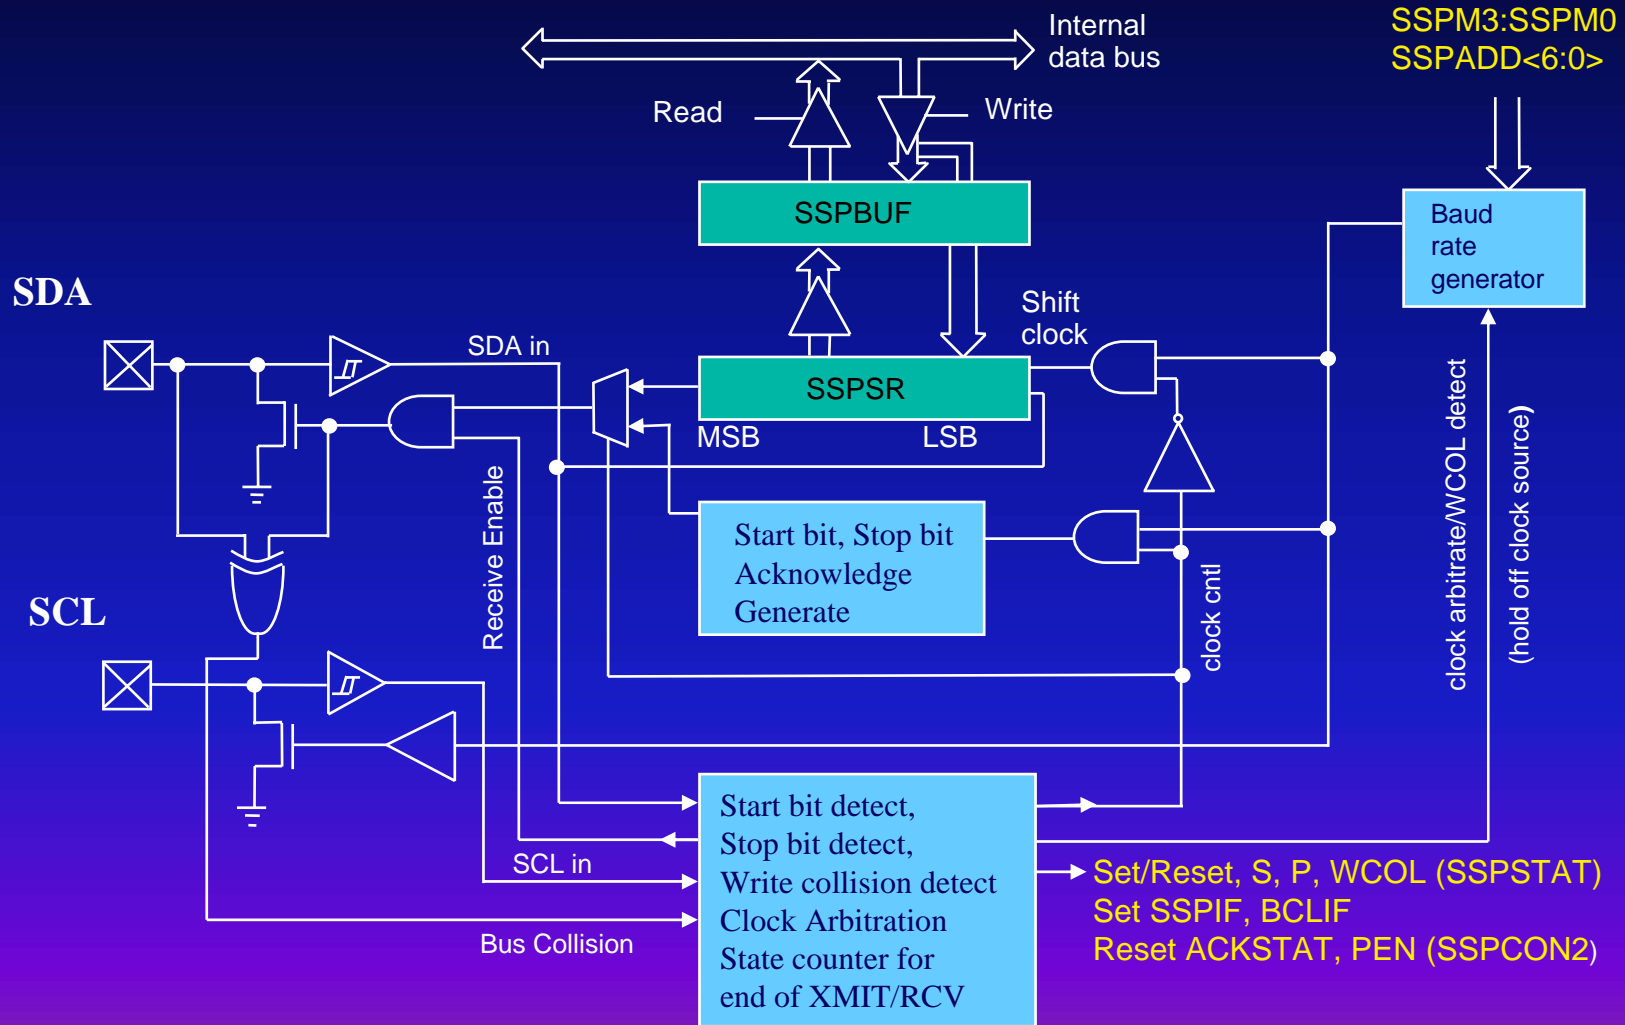 Internal
data bus
SSPM3:SSPM0
SSPADD<6:0>
Read
Write
SSPBUF
Baud
rate
generator
SDA
Shift
clock
SDA in
SSPSR
MSB
LSB
clock arbitrate/WCOL detect
(hold off clock source)
Receive Enable
Start bit, Stop bit
Acknowledge
Generate
clock cntl
SCL
Start bit detect,
Stop bit detect,
Write collision detect
Clock Arbitration
State counter for
end of XMIT/RCV
SCL in
Bus Collision
Set/Reset, S, P, WCOL (SSPSTAT)
Set SSPIF, BCLIF
Reset ACKSTAT, PEN (SSPCON2)